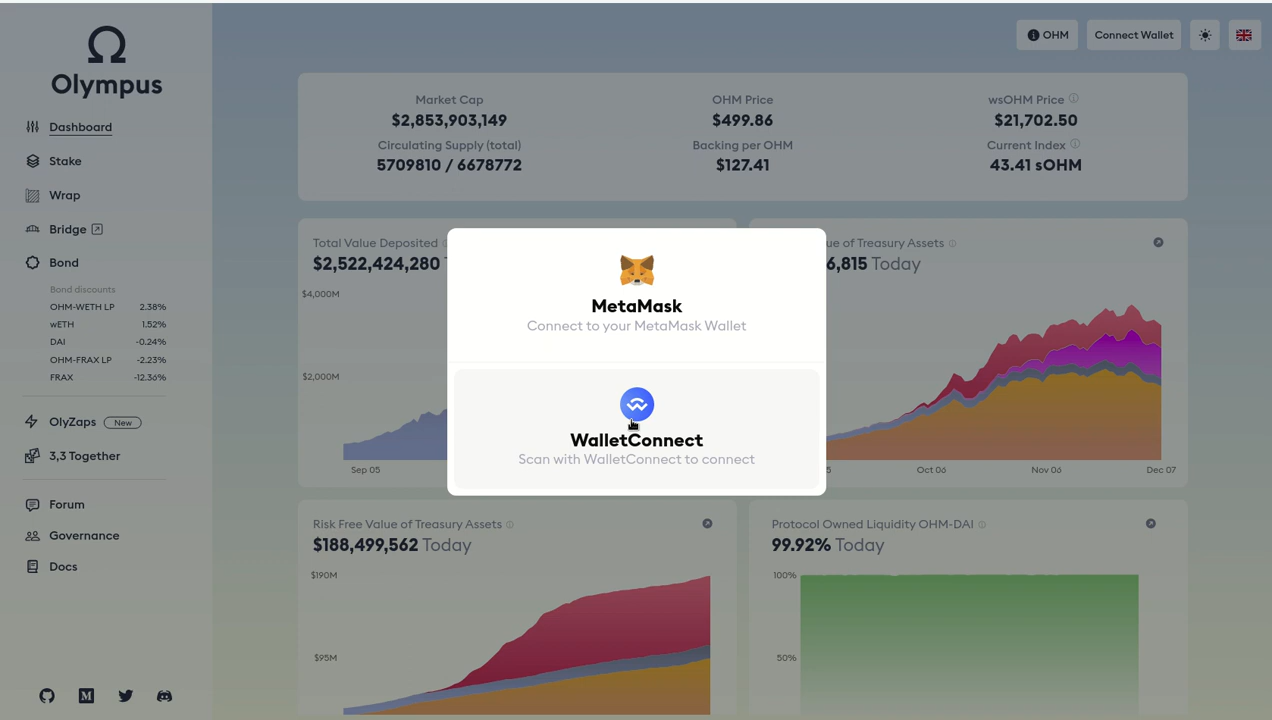 Olympus
Dashboard
Stake
Wrap
Bridge
Bond
Bond discounts
OHM-WETH LP 2.38%
wETH 1.52%
DAI -0.24%
OHM-FRAX LP -2.23%
FRAX -12.36%
OlyZaps New
3,3 Together
Forum
Governance
Docs
OHM Connect Wallet
Market Cap OHM Price wsOHM Price
$2,853,903,149 $499.86 $21,702.50
Circulating Supply (total) Backing per OHM Current Index
5709810 / 6678772 $127.41 43.41 sOHM
Total Value Deposited
$2,522,424,280
$4,000M
$2,000M
Sep 05
ue of Treasury Assets
6,815 Today
Oct 06 Nov 06 Dec 07
MetaMask
Connect to your MetaMask Wallet
WalletConnect
Scan with WalletConnect to connect
Risk Free Value of Treasury Assets
$188,499,562 Today
$190M
$95M
Protocol Owned Liquidity OHM-DAI
99.92% Today
100%
50%